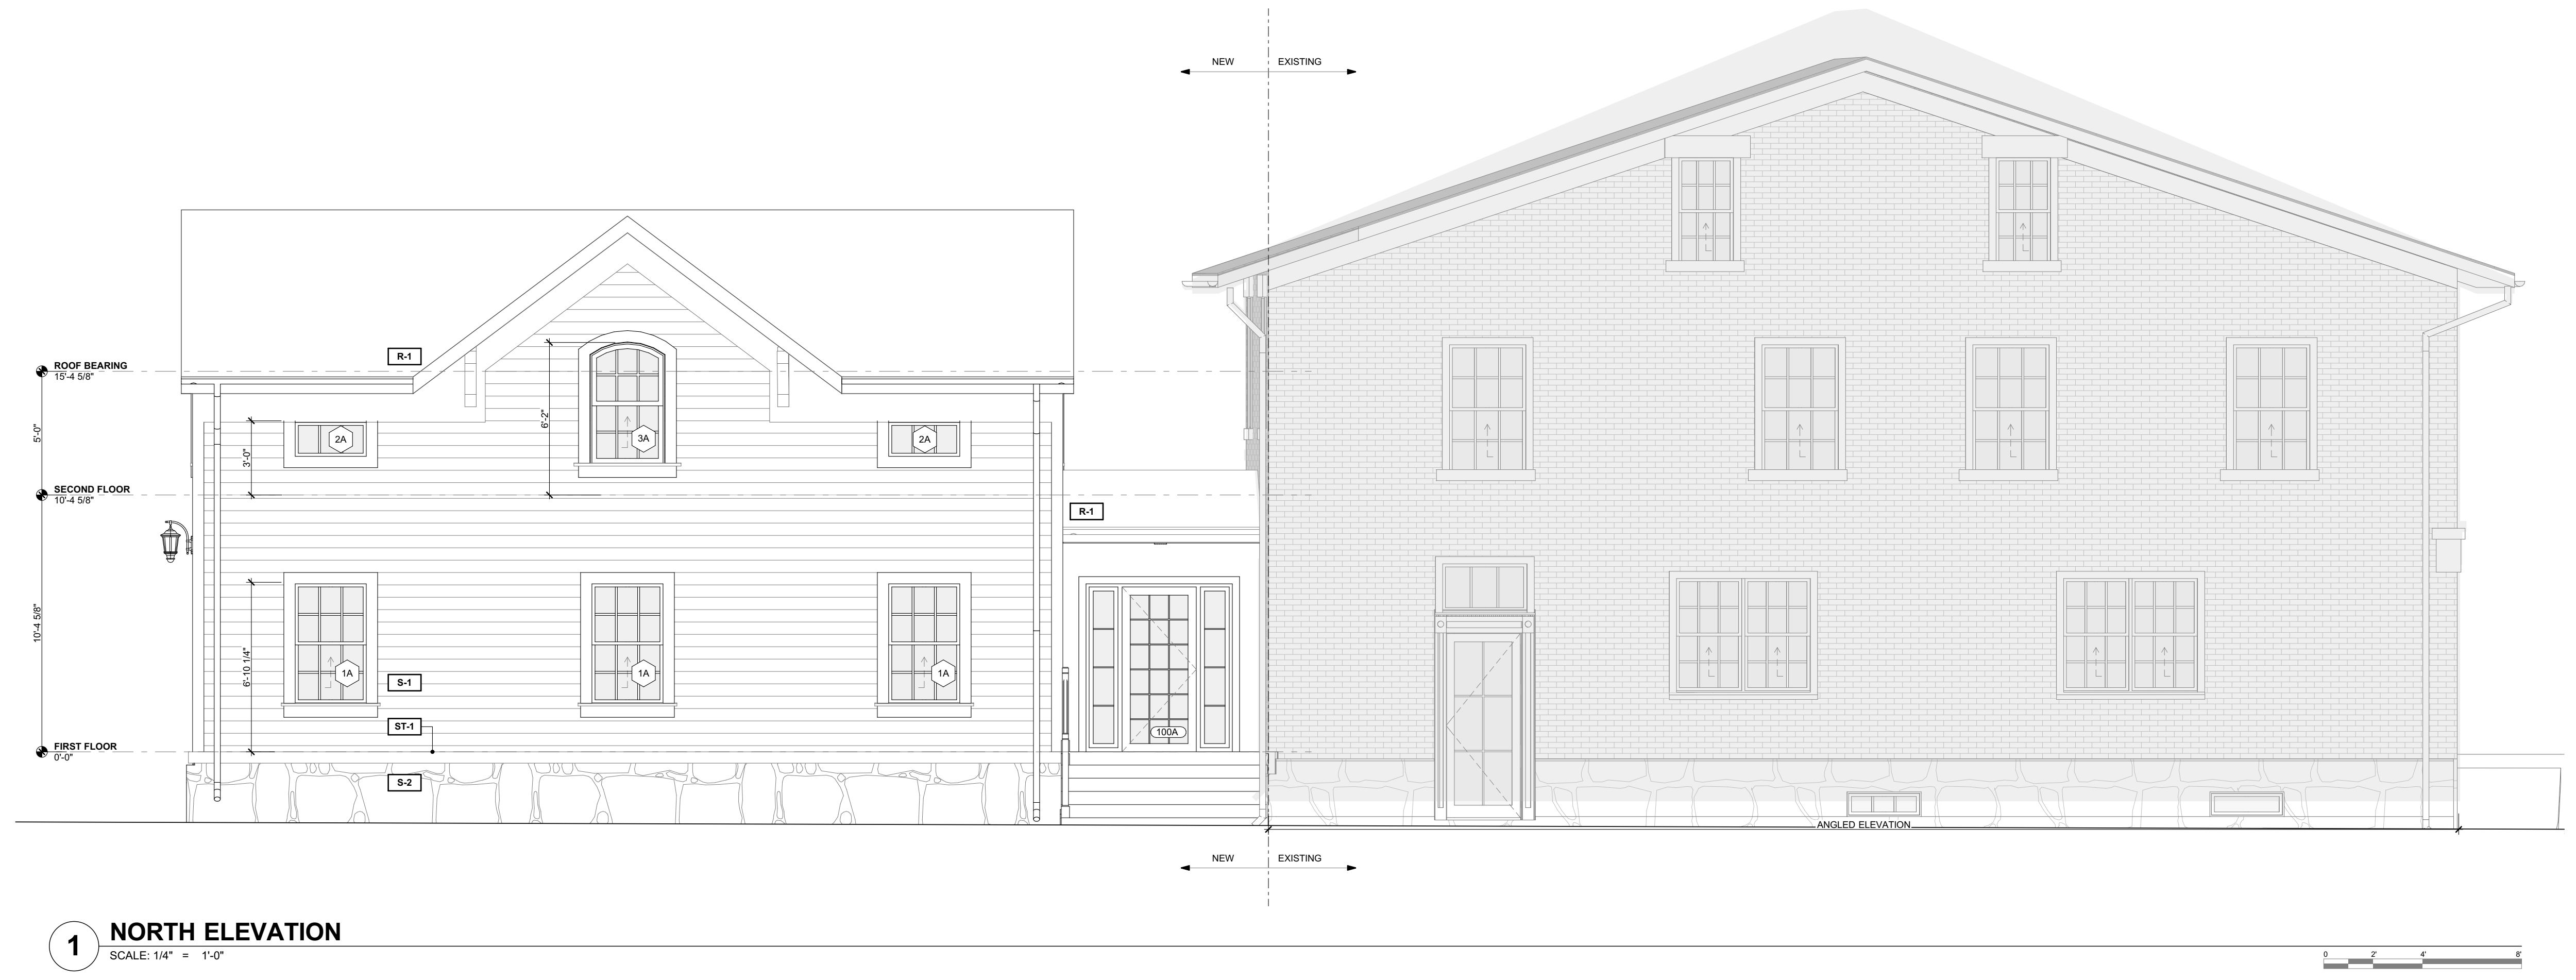 NEW EXISTING
R-1
ROOF BEARING
15'-4 5/8"
6'-2"
5'-0"
2A
3A
2A
3'-0"
SECOND FLOOR
10'-4 5/8"
R-1
10'-4 5/8"
6'-10 1/4"
1A
1A
1A
S-1
ST-1
100A
FIRST FLOOR
0'-0"
S-2
ANGLED ELEVATION
NEW EXISTING
1
NORTH ELEVATION
SCALE: 1/4" = 1'-0"
0 2' 4' 8'